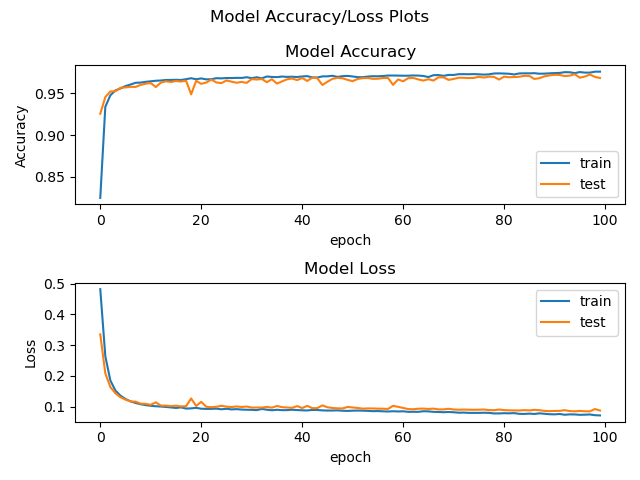 Model Accuracy/Loss Plots
Model Accuracy
Accuracy
0.95
0.90
0.85
train
test
0 20 40 60 80 100
epoch
Model Loss
Loss
0.5
0.4
0.3
0.2
0.1
train
test
0 20 40 60 80 100
epoch